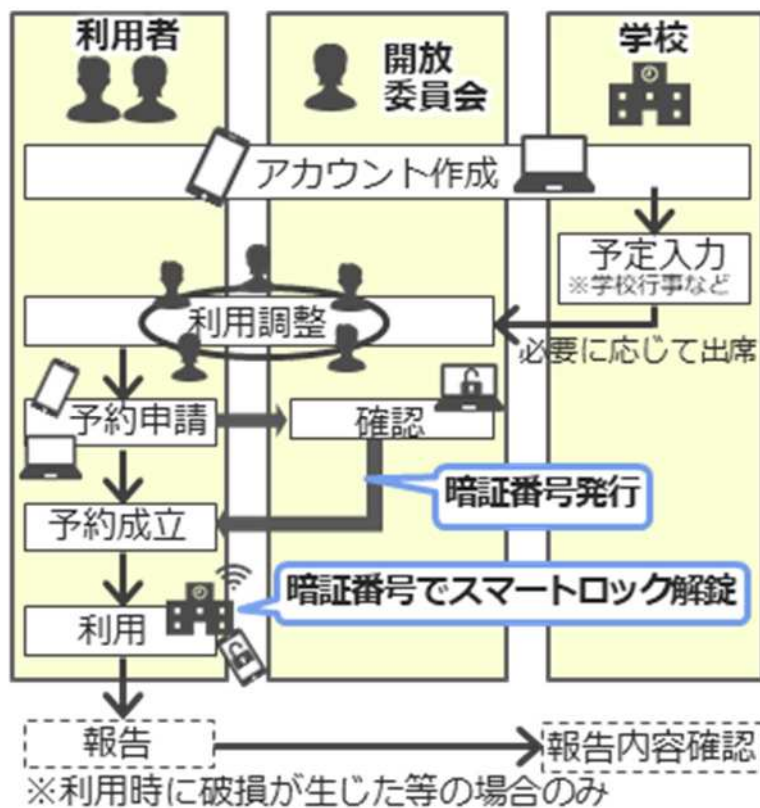 利用者
開放
委員会
学校
アカウント作成
予定入力
※学校行事など
利用調整
必要に応じて出席
予約申請
確認
暗証番号発行
予約成立
暗証番号でスマートロック解錠
利用
報告
報告内容確認
※利用時に破損が生じた等の場合のみ